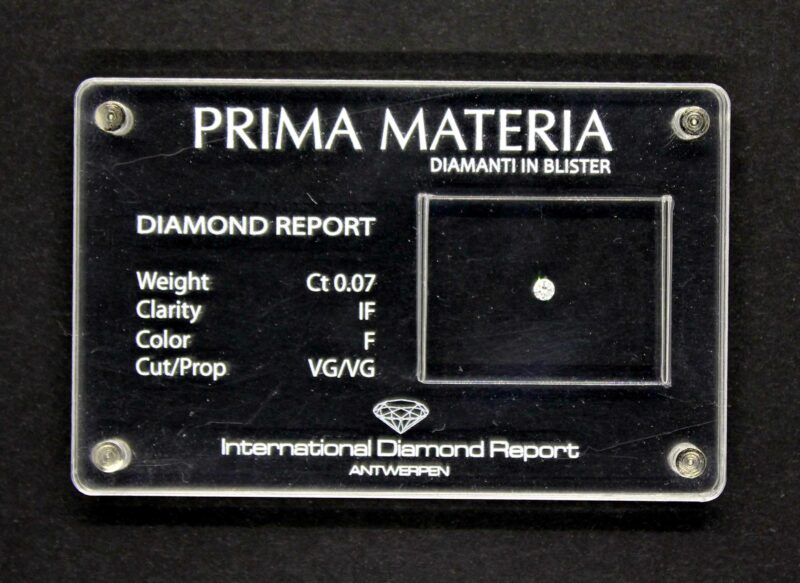 PRIMA MATERIA
DIAMANTI IN BLISTER
DIAMOND REPORT
Weight Ct 0.07
Clarity IF
Color F
Cut/Prop VG/VG
International Diamond Report
ANTWERPEN